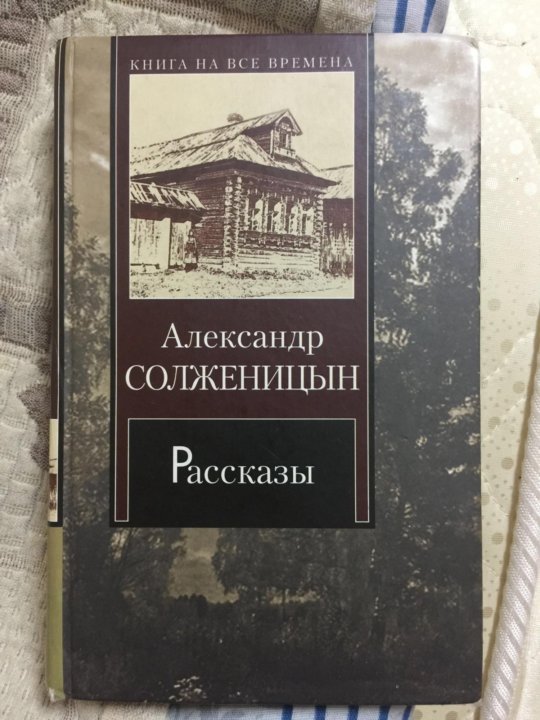 КНИГА НА ВСЕ ВРЕМЕНА
Александр
СОЛЖЕНИЦЫН
Рассказы